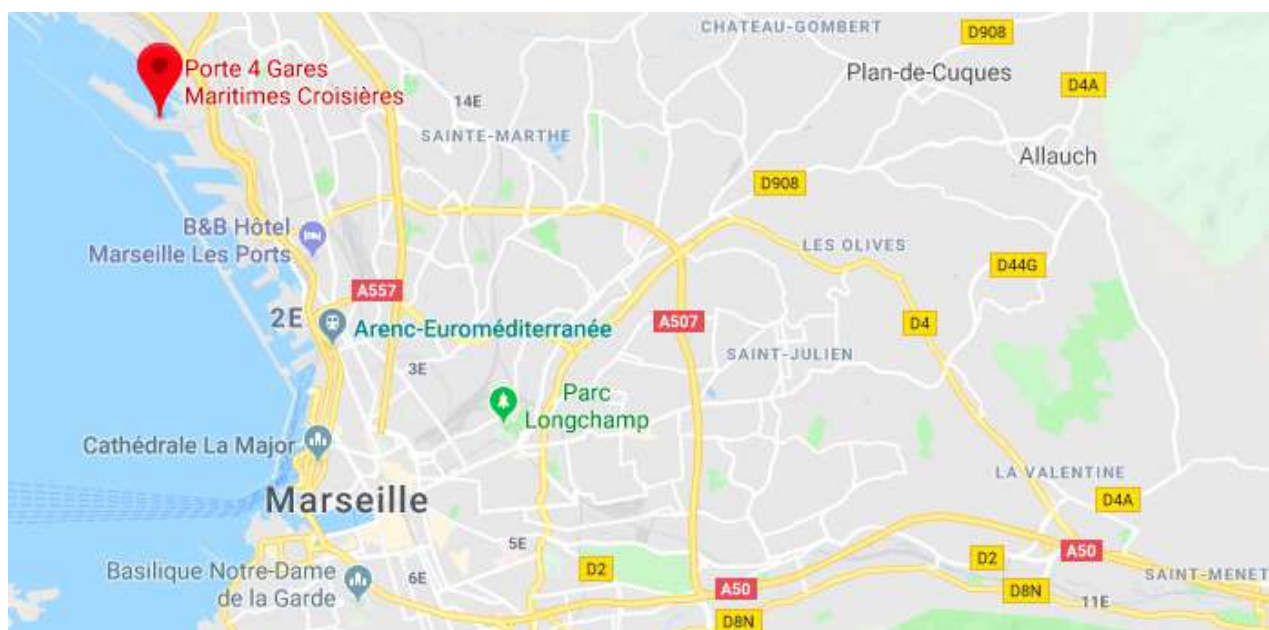 CHATEAU-GOMBERT
D908
Porte 4 Gares
Maritimes Croisières
Plan-de-Cuques
D4A
14E
SAINTE-MARTHE
Allauch
D908
B&B Hôtel
Marseille Les Ports
LES OLIVES
D44G
A557
2E
Arenc-Euroméditerranée
A507
D4
3E
SAINT-JULIEN
Parc
Longchamp
Cathédrale La Major
LA VALENTINE
Marseille
D4A
5E
A50
D2
D2
Basilique Notre-Dame
de la Garde
6E
A50
SAINT-MENET
D8N
11E
D8N